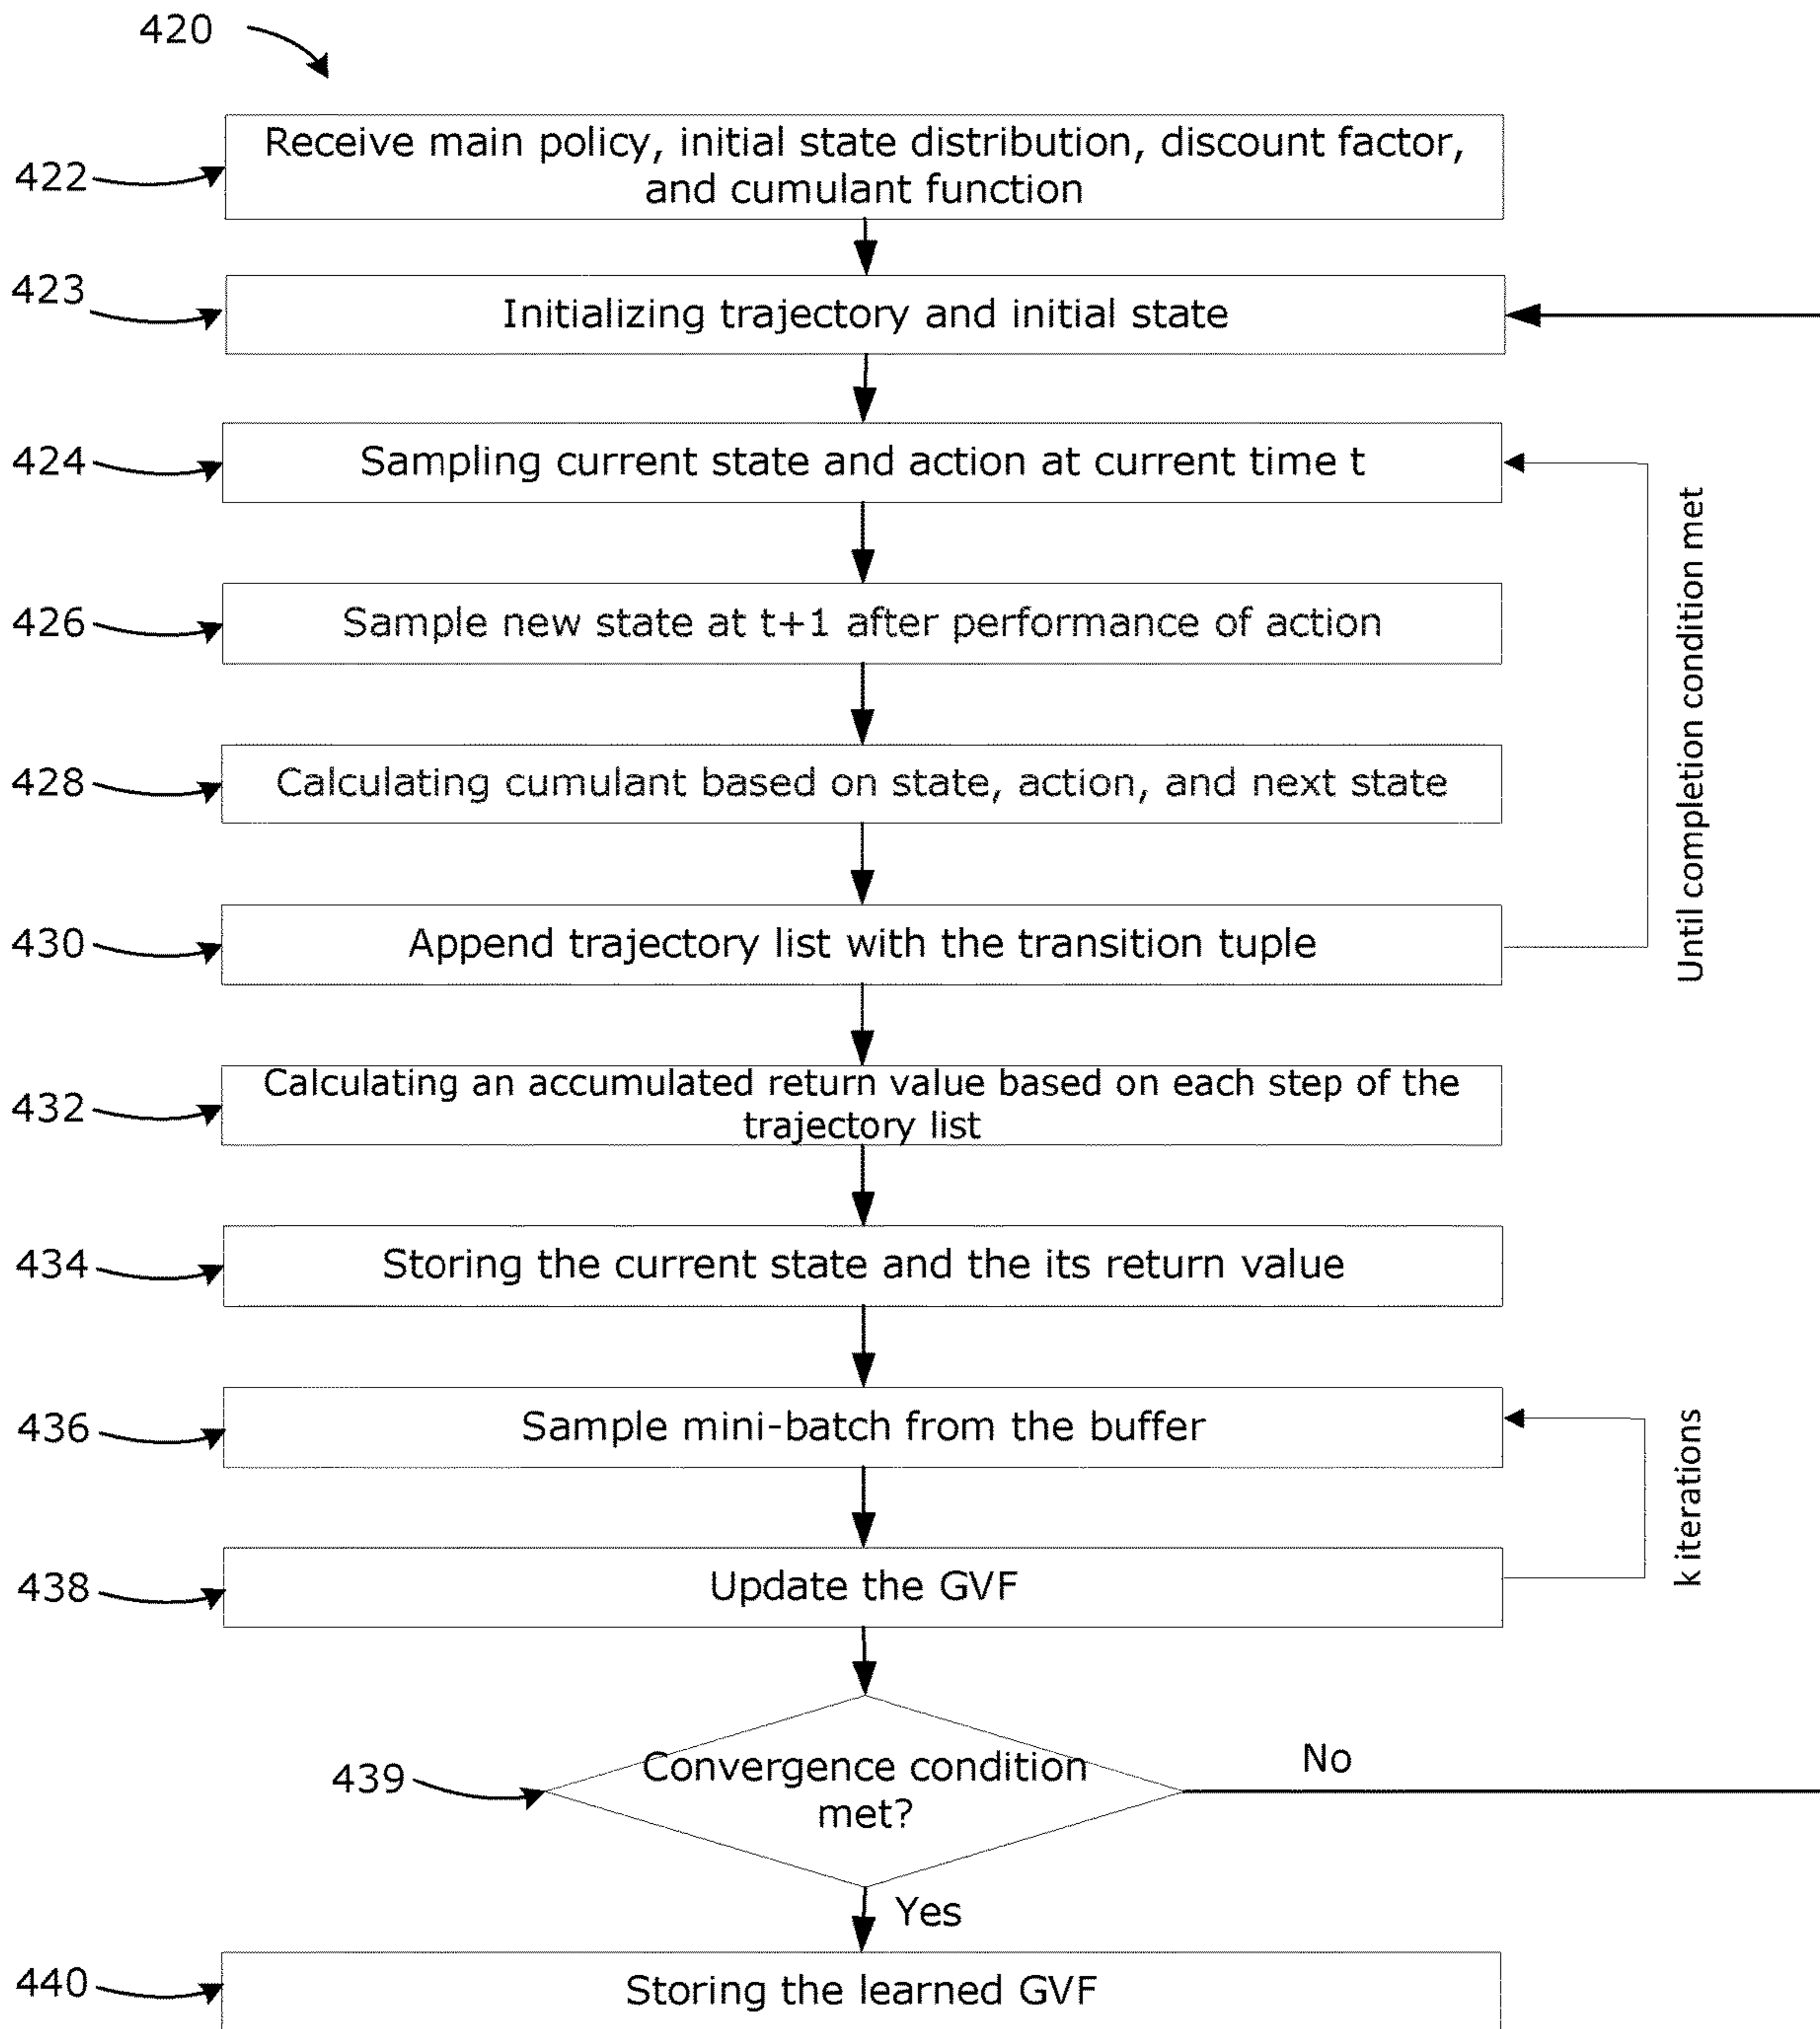 420
422
Receive main policy, initial state distribution, discount factor,
and cumulant function
423
Initializing trajectory and initial state
424
Sampling current state and action at current time t
426
Sample new state at t+1 after performance of action
428
Calculating cumulant based on state, action, and next state
430
Append trajectory list with the transition tuple
Until completion condition met
432
Calculating an accumulated return value based on each step of the
trajectory list
434
Storing the current state and the its return value
436
Sample mini-batch from the buffer
438
Update the GVF
k iterations
439
Convergence condition
met?
No
Yes
440
Storing the learned GVF